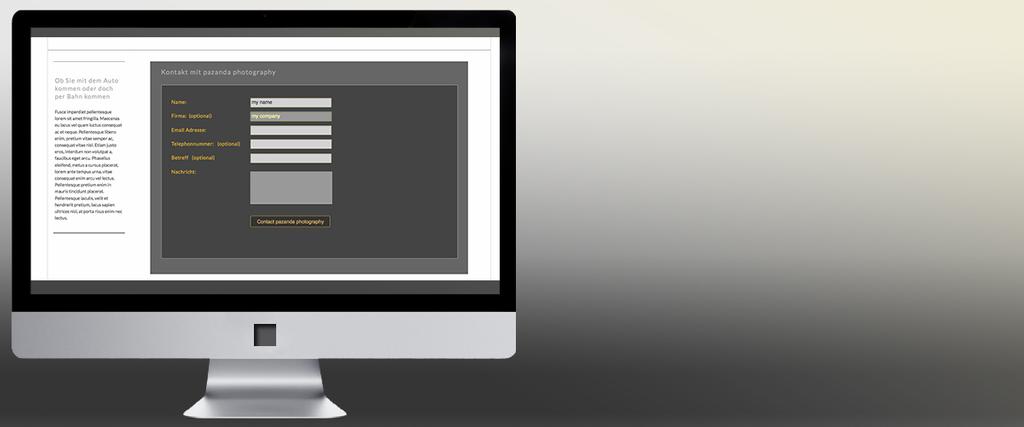 Ob Sie mit dem Auto
kommen oder doch
per Bahn kommen
Fusce imperdiet pellentesque
lorem sit amet fringilla. Maecenas
eu lacus vel quam luctus consequat
ac et neque. Pellentesque libero
enim, pretium vitae semper ac,
consequat vitae nisl. Etiam justo
eros, interdum non volutpat a,
faucibus eget arcu. Phasellus
eleifend, metus a cursus placerat,
lorem ante tempus urna, vitae
consequat enim arcu vel lectus.
Pellentesque pretium enim in
mauris tincidunt placerat.
Pellentesque iaculis, velit et
hendrerit pretium, lacus sapien
ultrices nisl, at porta risus enim nec
lectus.
Kontakt mit pazanda photography
Name: my name
Firma: (optional) my company
Email Adresse:
Telephonnummer: (optional)
Betreff (optional)
Nachricht:
Contact pazanda photography